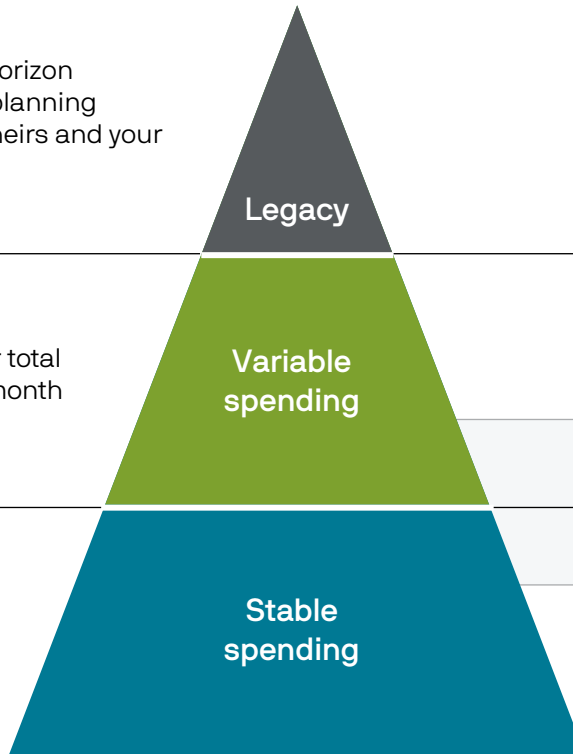 orizon
planning
heirs and your
Legacy
total
month
Variable
spending
Stable
spending